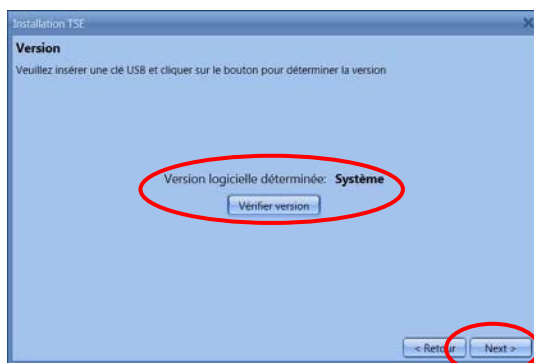 Installation TSE
Version
Veuillez insérer une clé USB et cliquer sur le bouton pour déterminer la version
Version logicielle déterminée: Système
Vérifier version
< Retour Next >